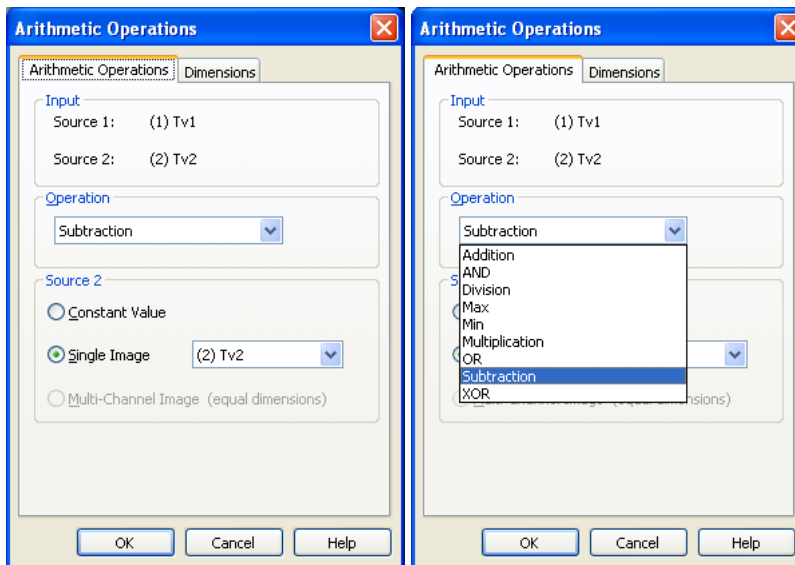 Arithmetic Operations
Arithmetic Operations
Dimensions
Input
Source 1:
(1) Tv1
Source 2:
(2) Tv2
Operation
Subtraction
Source 2
Constant Value
Single Image
(2) Tv2
Multi-Channel Image (equal dimensions)
OK
Cancel
Help
Arithmetic Operations
Arithmetic Operations
Dimensions
Input
Source 1:
(1) Tv1
Source 2:
(2) Tv2
Operation
Subtraction
Addition
AND
Division
Max
Min
Multiplication
OR
Subtraction
XOR
OK
Cancel
Help